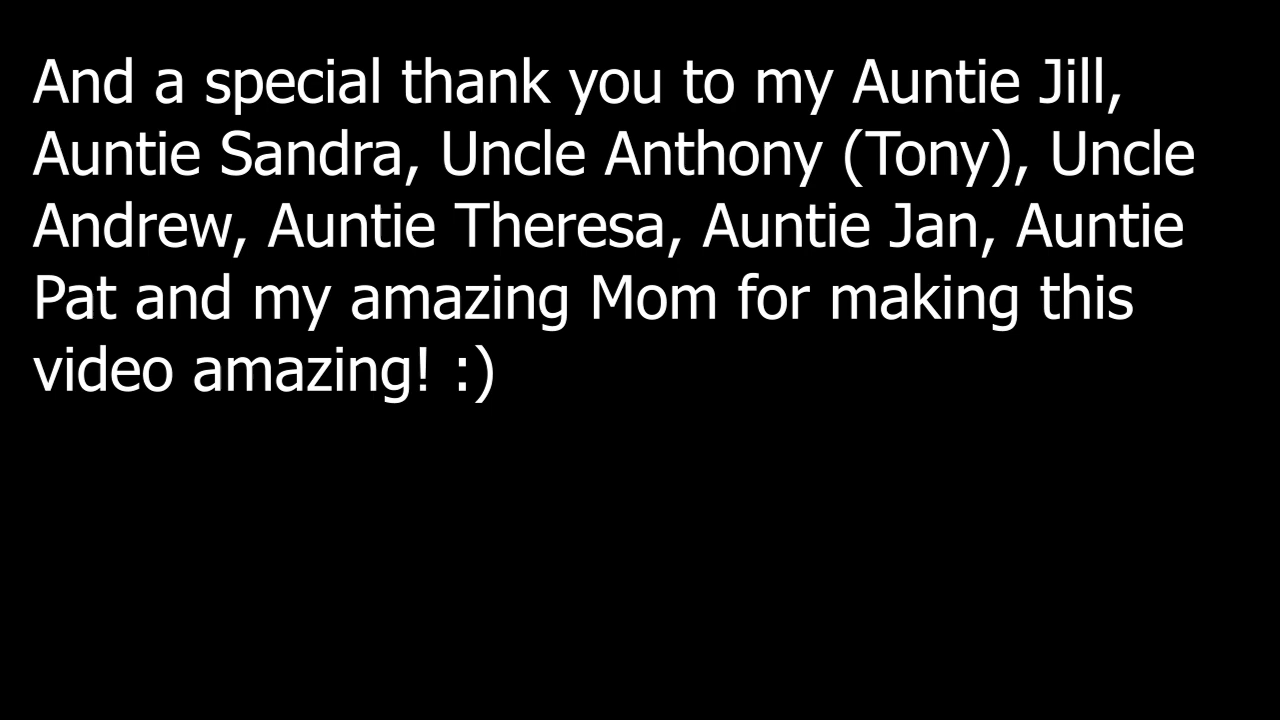 And a special thank you to my Auntie Jill,
Auntie Sandra, Uncle Anthony (Tony), Uncle
Andrew, Auntie Theresa, Auntie Jan, Auntie
Pat and my amazing Mom for making this
video amazing! :)